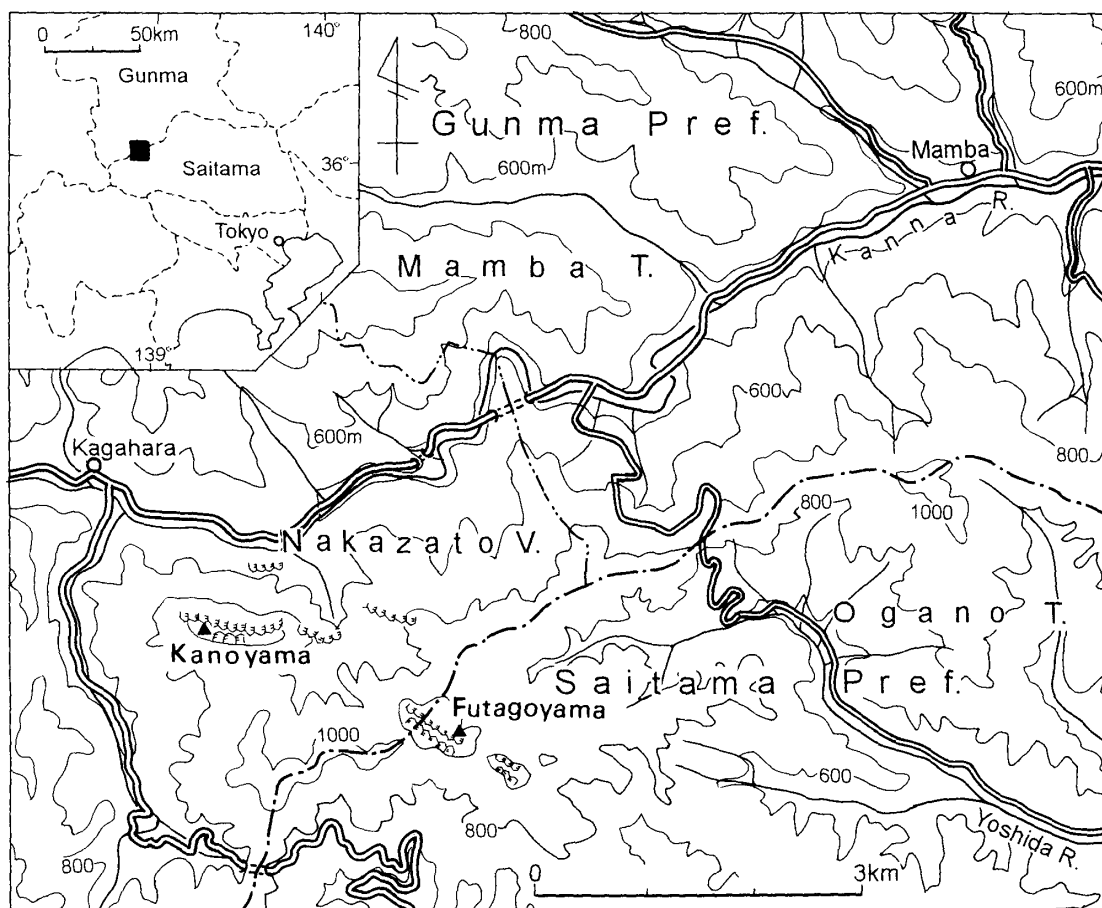 0 50km 140°
Gunma
36°
Saitama
Tokyo
139°
800
600m
Gunma Pref.
600m
Mamba
Kanna R.
Mamba T.
600
800
600m
Kagahara
800
1000
Nakazato V.
Ogano T.
Kanoyama
Saitama Pref.
Futagoyama
1000
600
800
Yoshida R.
800
0 3km